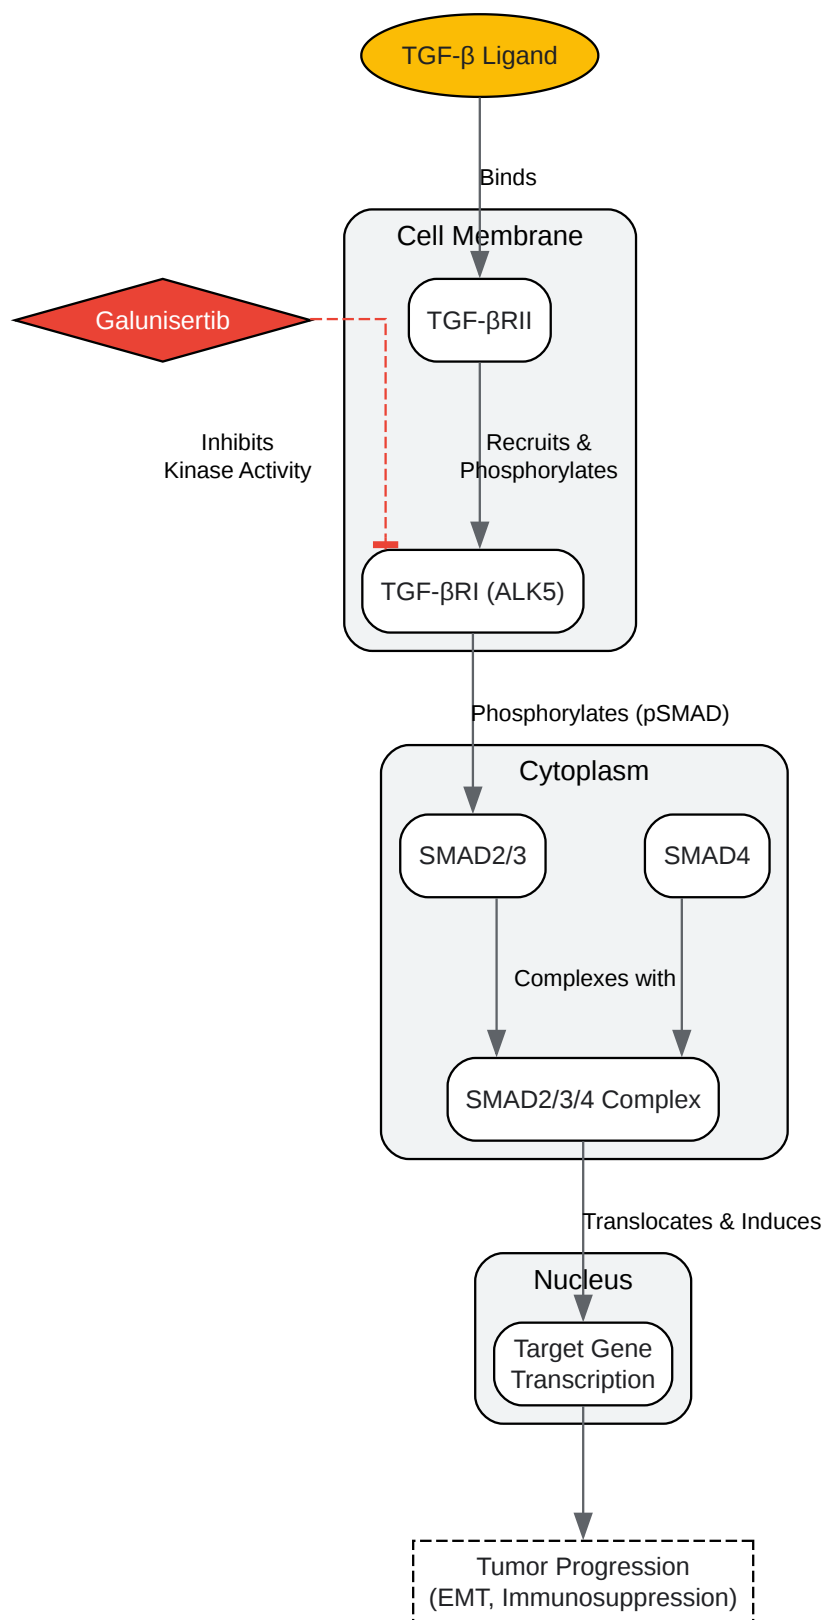 TGF-β Ligand
Binds
Cell Membrane
Galunisertib
TGF-βRII
Inhibits
Kinase Activity
Recruits &
Phosphorylates
TGF-βRI (ALK5)
Phosphorylates (pSMAD)
Cytoplasm
SMAD2/3
SMAD4
Complexes with
SMAD2/3/4 Complex
Translocates & Induces
Nucleus
Target Gene
Transcription
Tumor Progression
(EMT, Immunosuppression)